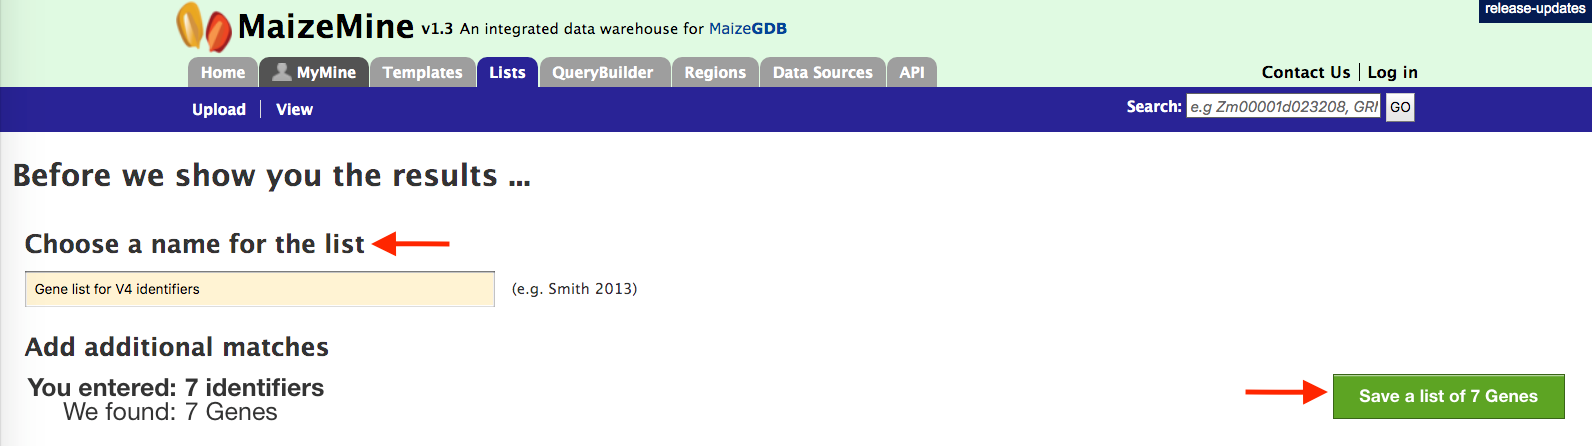 release-updates
MaizeMine v1.3 An integrated data warehouse for MaizeGDB
Home MyMine Templates Lists QueryBuilder Regions Data Sources API Contact Us | Log in
Upload | View Search: e.g Zm00001d023208, GRI GO
Before we show you the results ...
Choose a name for the list
Gene list for V4 identifiers (e.g. Smith 2013)
Add additional matches
You entered: 7 identifiers
We found: 7 Genes
Save a list of 7 Genes